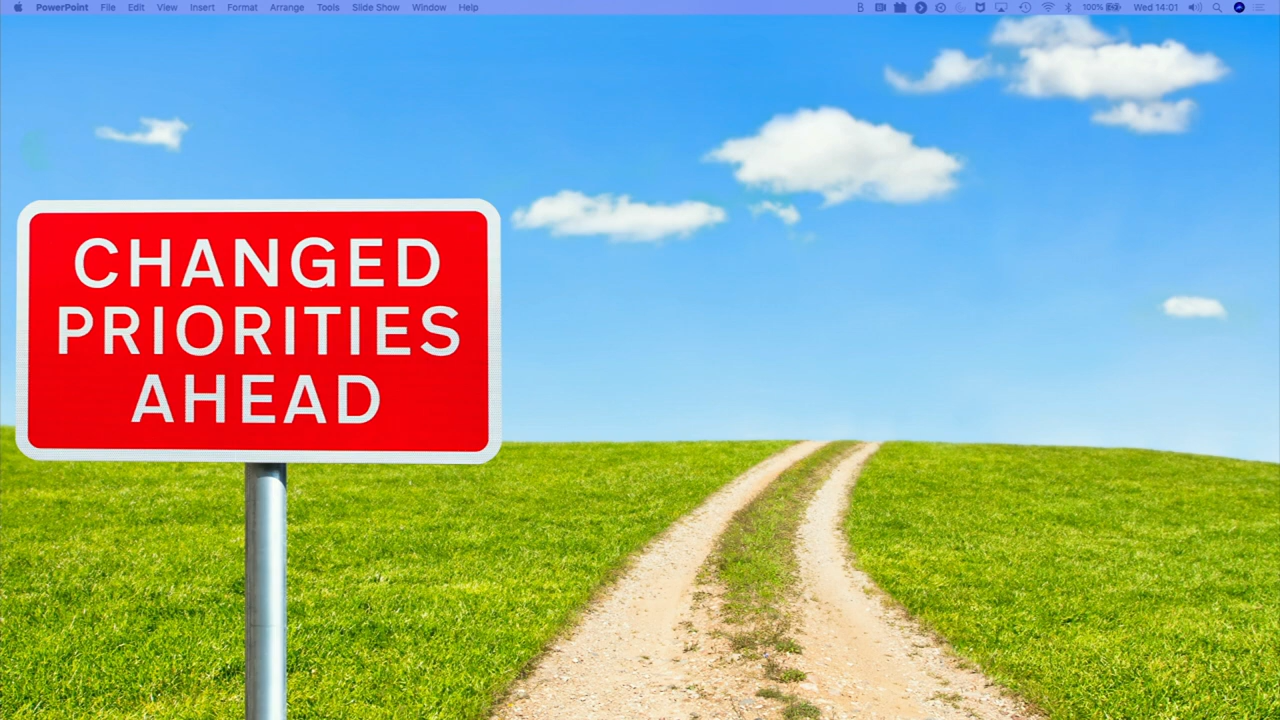 PowerPoint File Edit View Insert Format Arrange Tools Slide Show Window Help 100% Wed 14:01
CHANGED
PRIORITIES
AHEAD